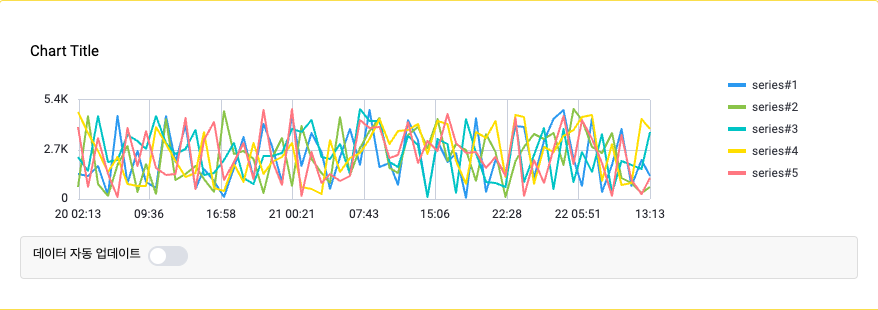 Chart Title
5.4K
2.7K
0
20 02:13 09:36 16:58 21 00:21 07:43 15:06 22:28 22 05:51 13:13
series#1
series#2
series#3
series#4
series#5
데이터 자동 업데이트